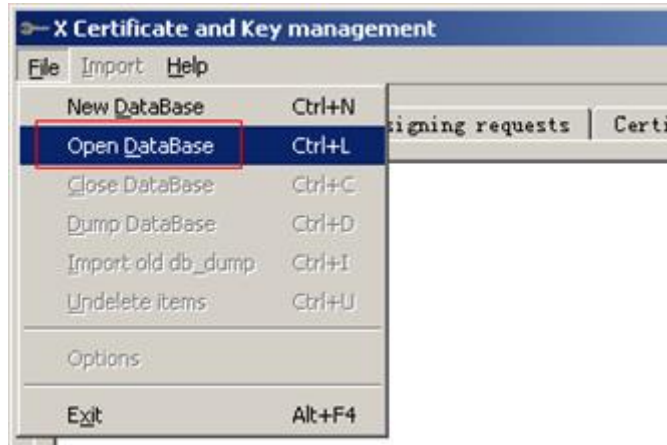 X Certificate and Key management
File Import Help
New DataBase Ctrl+N
Open DataBase Ctrl+L
Close DataBase Ctrl+C
Dump DataBase Ctrl+D
Import old db_dump Ctrl+I
Undelete items Ctrl+U
Options
Exit Alt+F4
signing requests Certi